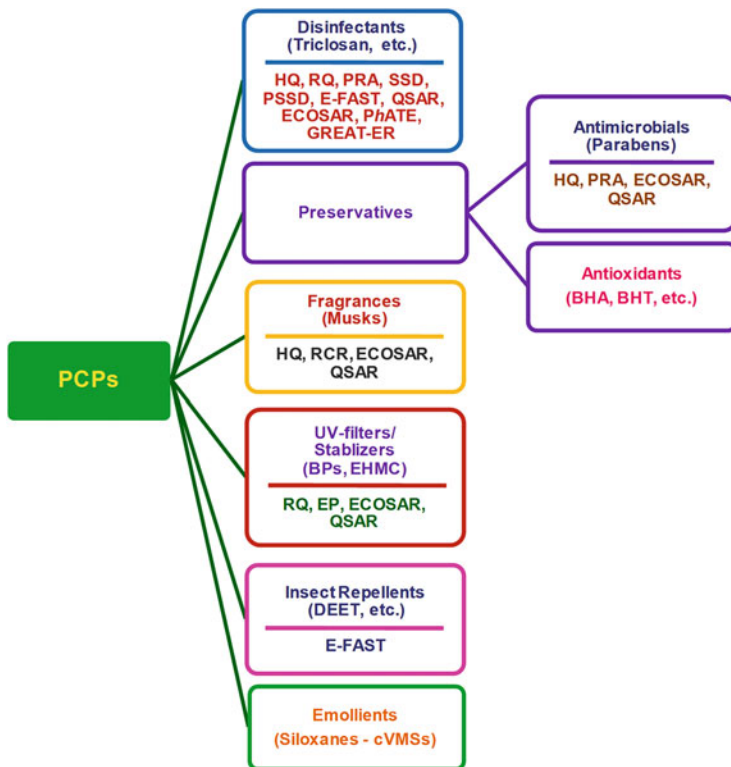 Disinfectants
(Triclosan, etc.)
HQ, RQ, PRA, SSD,
PSSD, E-FAST, QSAR,
ECOSAR, PhATE,
GREAT-ER
Preservatives
Antimicrobials
(Parabens)
HQ, PRA, ECOSAR,
QSAR
Antioxidants
(BHA, BHT, etc.)
Fragrances
(Musks)
HQ, RCR, ECOSAR,
QSAR
PCPs
UV-filters/
Stablizers
(BPs, EHMC)
RQ, EP, ECOSAR,
QSAR
Insect Repellents
(DEET, etc.)
E-FAST
Emollients
(Siloxanes - cVMSs)